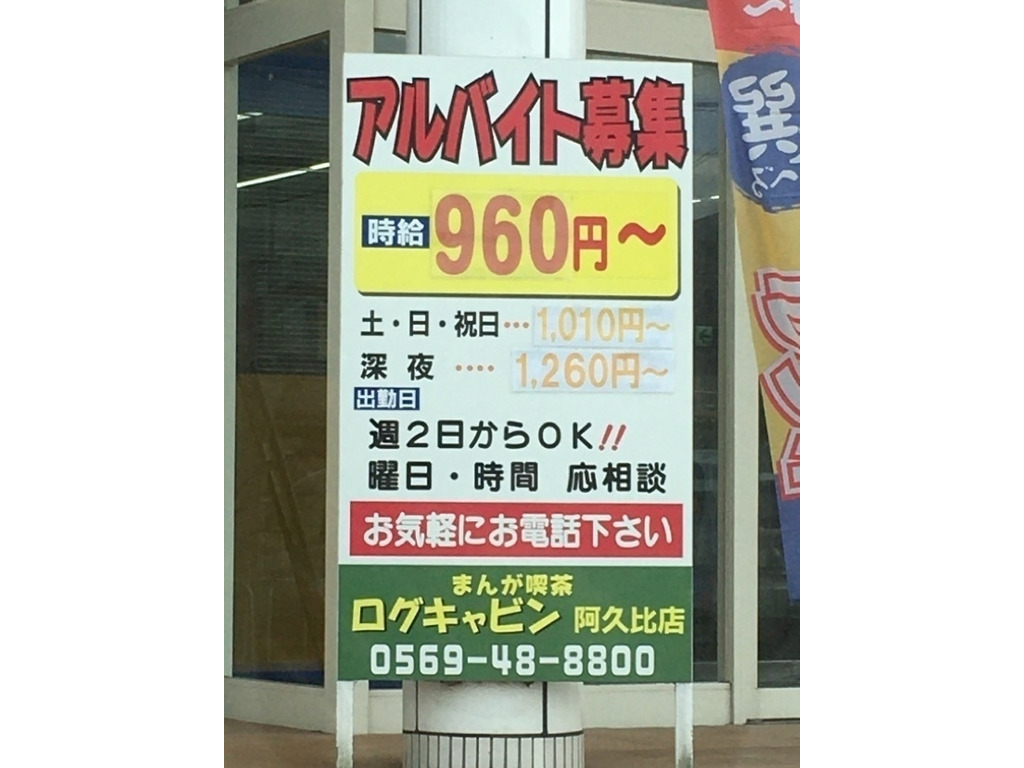 アルバイト募集
時給 960円～
土・日・祝日… 1,010円～
深夜 ‥‥ 1,260円～
出勤日
週2日からOK!!
曜日・時間 応相談
お気軽にお電話下さい
まんが喫茶
ログキャビン 阿久比店
0569-48-8800